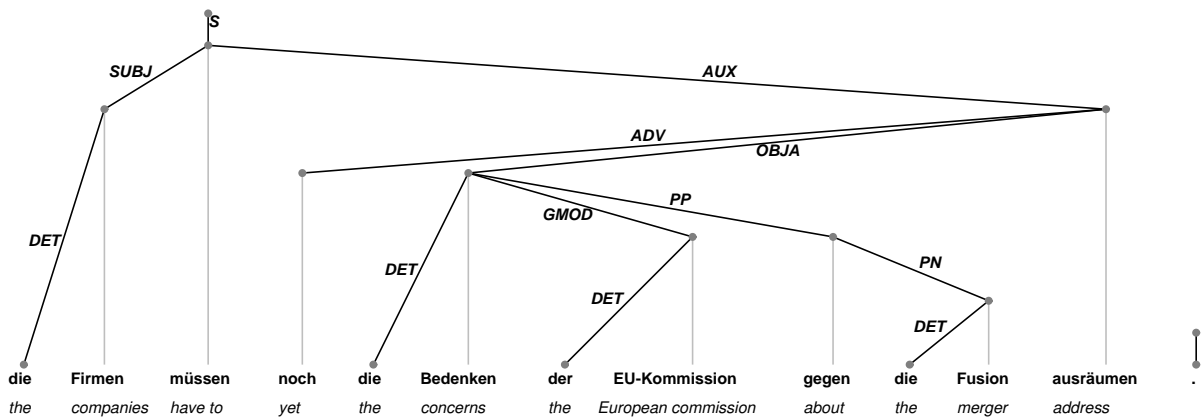 S
SUBJ AUX
ADV
OBJA
PP
GMOD
DET
PN
DET
DET
DET
die Firmen müssen noch die Bedenken der EU-Kommission gegen die Fusion ausräumen .
the companies have to yet the concerns the European commission about the merger address